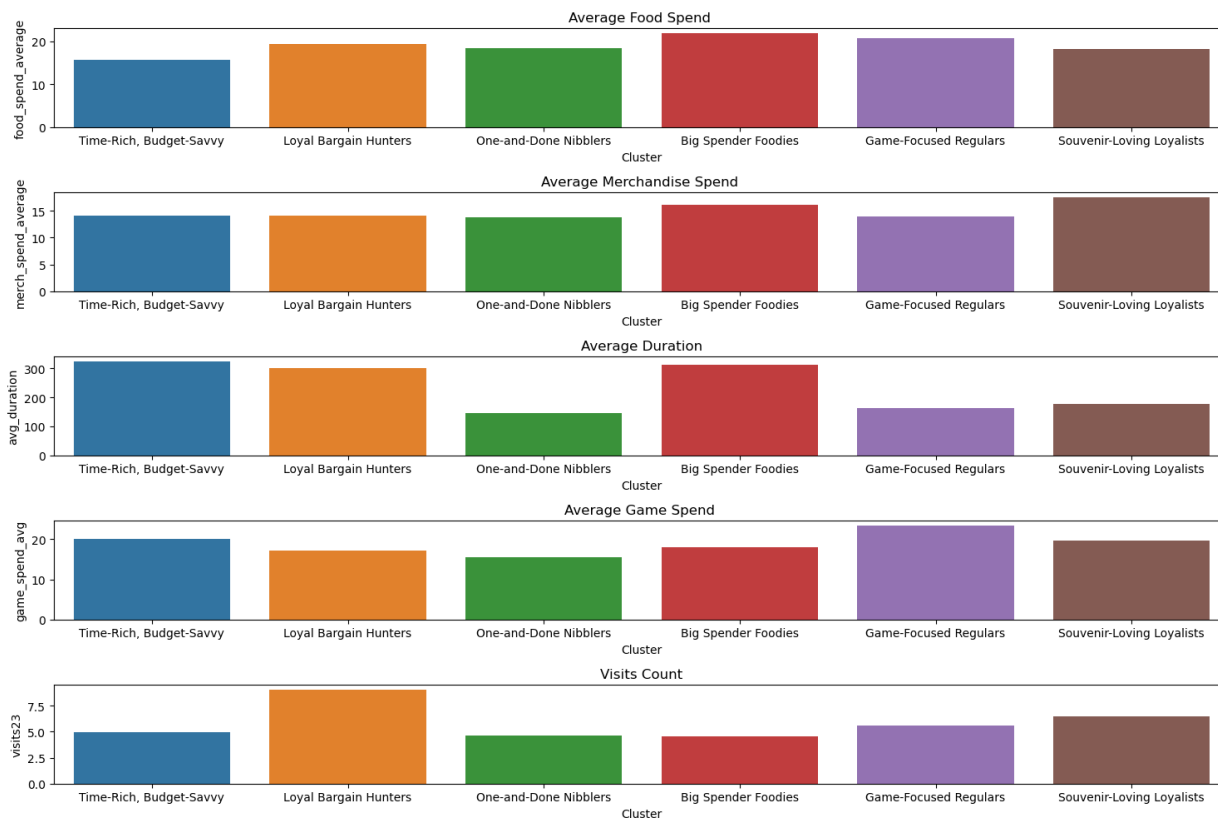 Average Food Spend
food_spend_average
20
10
0
Time-Rich, Budget-Savvy Loyal Bargain Hunters One-and-Done Nibblers Big Spender Foodies Game-Focused Regulars Souvenir-Loving Loyalists
Cluster
Average Merchandise Spend
merch_spend_average
15
10
5
0
Time-Rich, Budget-Savvy Loyal Bargain Hunters One-and-Done Nibblers Big Spender Foodies Game-Focused Regulars Souvenir-Loving Loyalists
Cluster
Average Duration
avg_duration
300
200
100
0
Time-Rich, Budget-Savvy Loyal Bargain Hunters One-and-Done Nibblers Big Spender Foodies Game-Focused Regulars Souvenir-Loving Loyalists
Cluster
Average Game Spend
game_spend_avg
20
10
0
Time-Rich, Budget-Savvy Loyal Bargain Hunters One-and-Done Nibblers Big Spender Foodies Game-Focused Regulars Souvenir-Loving Loyalists
Cluster
Visits Count
visits23
7.5
5.0
2.5
0.0
Time-Rich, Budget-Savvy Loyal Bargain Hunters One-and-Done Nibblers Big Spender Foodies Game-Focused Regulars Souvenir-Loving Loyalists
Cluster